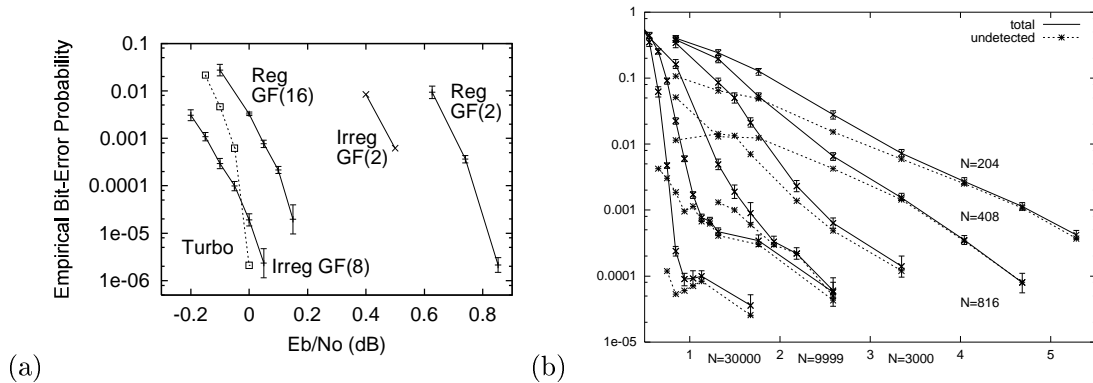 Empirical Bit-Error Probability
0.1
0.01
0.001
0.0001
1e-05
1e-06
-0.2 0 0.2 0.4 0.6 0.8
Eb/No (dB)
Reg
GF(16)
Reg
GF(2)
Irreg
GF(2)
Turbo
Irreg GF(8)
(a)
total
undetected
1
0.1
0.01
0.001
0.0001
1e-05
N=204
N=408
N=816
1 2 3 4 5
N=30000 N=9999 N=3000
(b)